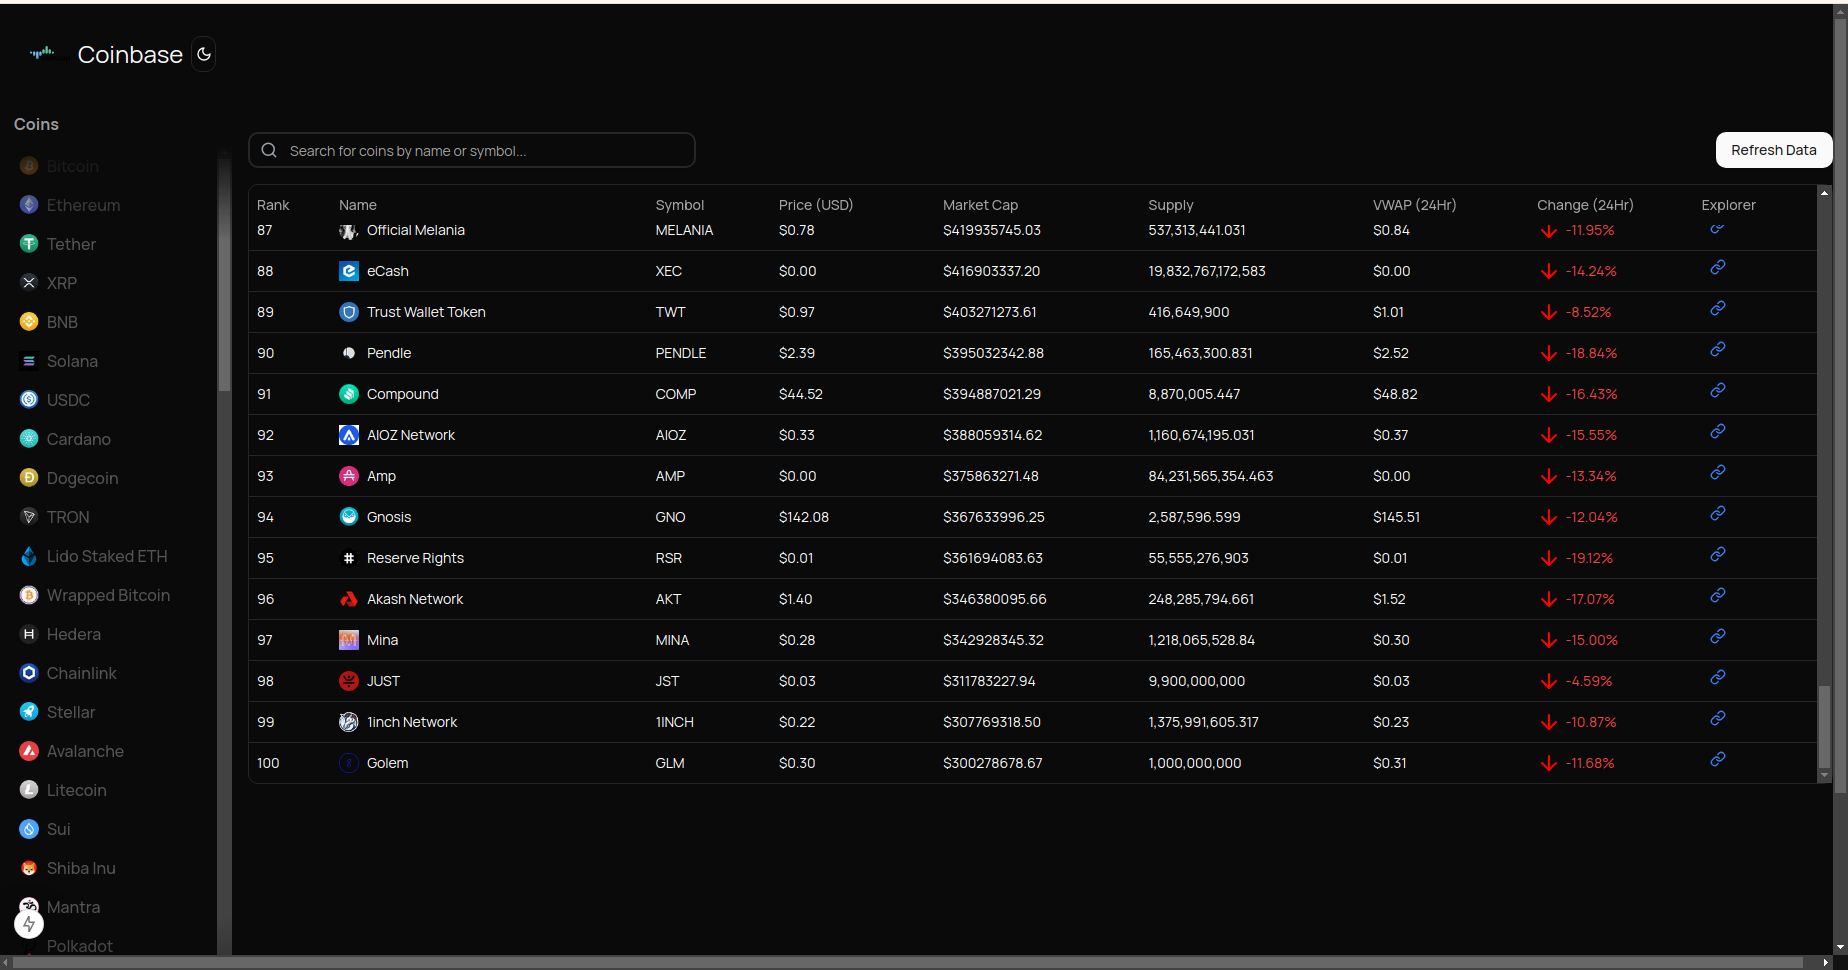 Coinbase
Coins
Bitcoin
Ethereum
Tether
XRP
BNB
Solana
USDC
Cardano
Dogecoin
TRON
Lido Staked ETH
Wrapped Bitcoin
Hedera
Chainlink
Stellar
Avalanche
Litecoin
Sui
Shiba Inu
Mantra
Polkadot
Search for coins by name or symbol...
Refresh Data
Rank Name Symbol Price (USD) Market Cap Supply VWAP (24Hr) Change (24Hr) Explorer
87 Official Melania MELANIA $0.78 $419935745.03 537,313,441.031 $0.84 -11.95%
88 eCash XEC $0.00 $416903337.20 19,832,767,172,583 $0.00 -14.24%
89 Trust Wallet Token TWT $0.97 $403271273.61 416,649,900 $1.01 -8.52%
90 Pendle PENDLE $2.39 $395032342.88 165,463,300.831 $2.52 -18.84%
91 Compound COMP $44.52 $394887021.29 8,870,005.447 $48.82 -16.43%
92 AIOZ Network AIOZ $0.33 $388059314.62 1,160,674,195.031 $0.37 -15.55%
93 Amp AMP $0.00 $375863271.48 84,231,565,354.463 $0.00 -13.34%
94 Gnosis GNO $142.08 $367633996.25 2,587,596.599 $145.51 -12.04%
95 Reserve Rights RSR $0.01 $361694083.63 55,555,276,903 $0.01 -19.12%
96 Akash Network AKT $1.40 $346380095.66 248,285,794.661 $1.52 -17.07%
97 Mina MINA $0.28 $342928345.32 1,218,065,528.84 $0.30 -15.00%
98 JUST JST $0.03 $311783227.94 9,900,000,000 $0.03 -4.59%
99 1inch Network 1INCH $0.22 $307769318.50 1,375,991,605.317 $0.23 -10.87%
100 Golem GLM $0.30 $300278678.67 1,000,000,000 $0.31 -11.68%